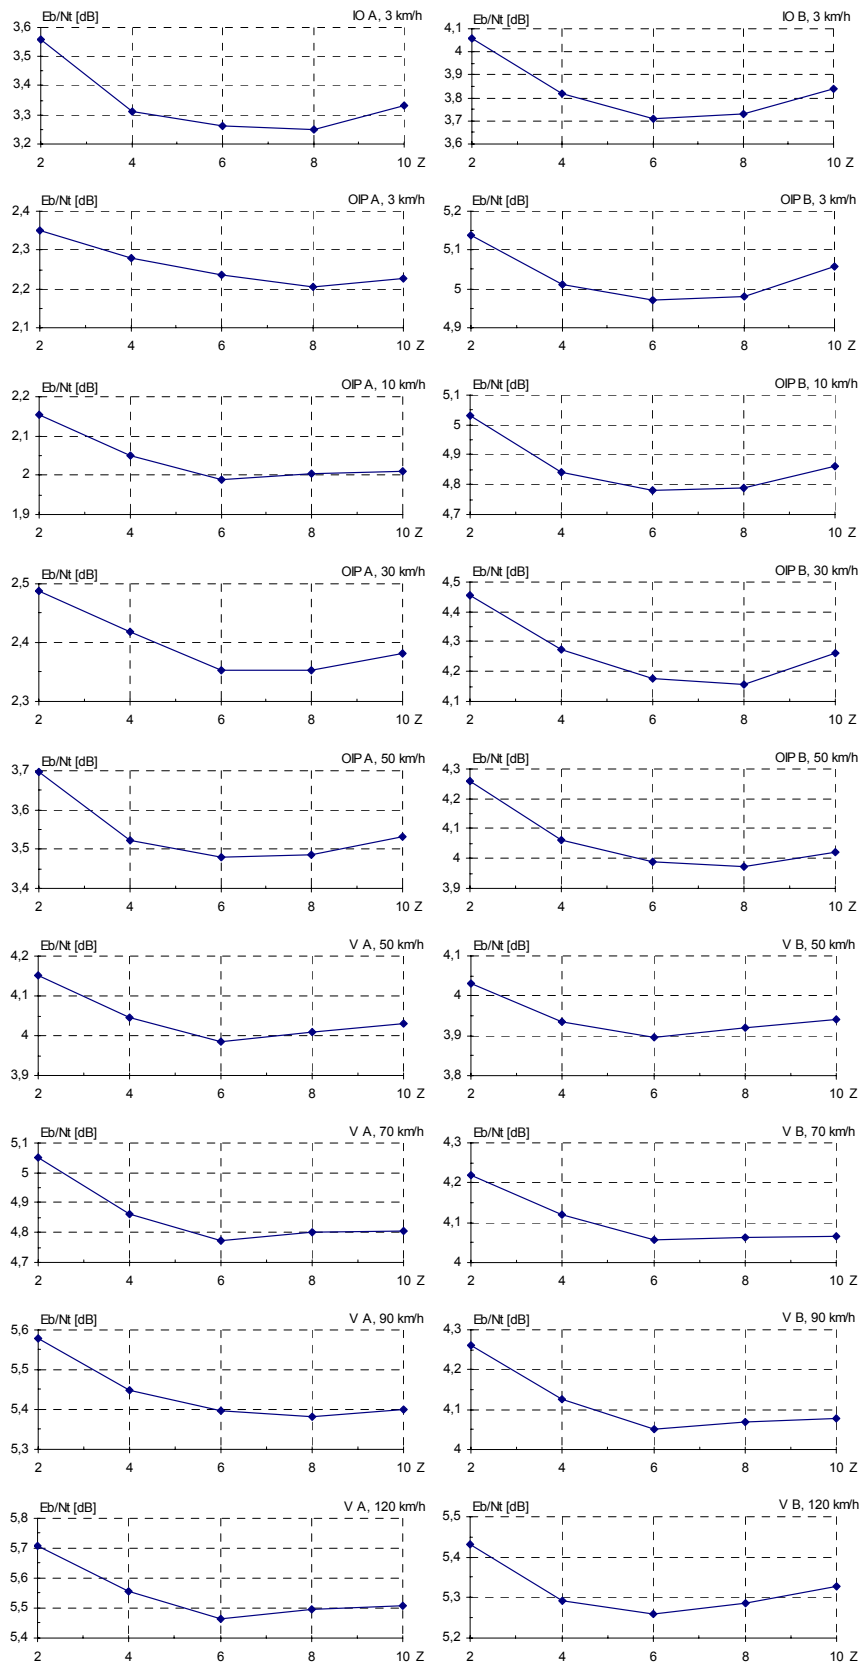 Eb/Nt [dB] IO A, 3 km/h
3,6
3,5
3,4
3,3
3,2
2 4 6 8 10 Z
Eb/Nt [dB] IO B, 3 km/h
4,1
4
3,9
3,8
3,7
3,6
2 4 6 8 10 Z
Eb/Nt [dB] OIP A, 3 km/h
2,4
2,3
2,2
2,1
2 4 6 8 10 Z
Eb/Nt [dB] OIP B, 3 km/h
5,2
5,1
5
4,9
2 4 6 8 10 Z
Eb/Nt [dB] OIP A, 10 km/h
2,2
2,1
2
1,9
2 4 6 8 10 Z
Eb/Nt [dB] OIP B, 10 km/h
5,1
5
4,9
4,8
4,7
2 4 6 8 10 Z
Eb/Nt [dB] OIP A, 30 km/h
2,5
2,4
2,3
2 4 6 8 10 Z
Eb/Nt [dB] OIP B, 30 km/h
4,5
4,4
4,3
4,2
4,1
2 4 6 8 10 Z
Eb/Nt [dB] OIP A, 50 km/h
3,7
3,6
3,5
3,4
2 4 6 8 10 Z
Eb/Nt [dB] OIP B, 50 km/h
4,3
4,2
4,1
4
3,9
2 4 6 8 10 Z
Eb/Nt [dB] V A, 50 km/h
4,2
4,1
4
3,9
2 4 6 8 10 Z
Eb/Nt [dB] V B, 50 km/h
4,1
4
3,9
3,8
2 4 6 8 10 Z
Eb/Nt [dB] V A, 70 km/h
5,1
5
4,9
4,8
4,7
2 4 6 8 10 Z
Eb/Nt [dB] V B, 70 km/h
4,3
4,2
4,1
4
2 4 6 8 10 Z
Eb/Nt [dB] V A, 90 km/h
5,6
5,5
5,4
5,3
2 4 6 8 10 Z
Eb/Nt [dB] V B, 90 km/h
4,3
4,2
4,1
4
2 4 6 8 10 Z
Eb/Nt [dB] V A, 120 km/h
5,8
5,7
5,6
5,5
5,4
2 4 6 8 10 Z
Eb/Nt [dB] V B, 120 km/h
5,5
5,4
5,3
5,2
2 4 6 8 10 Z